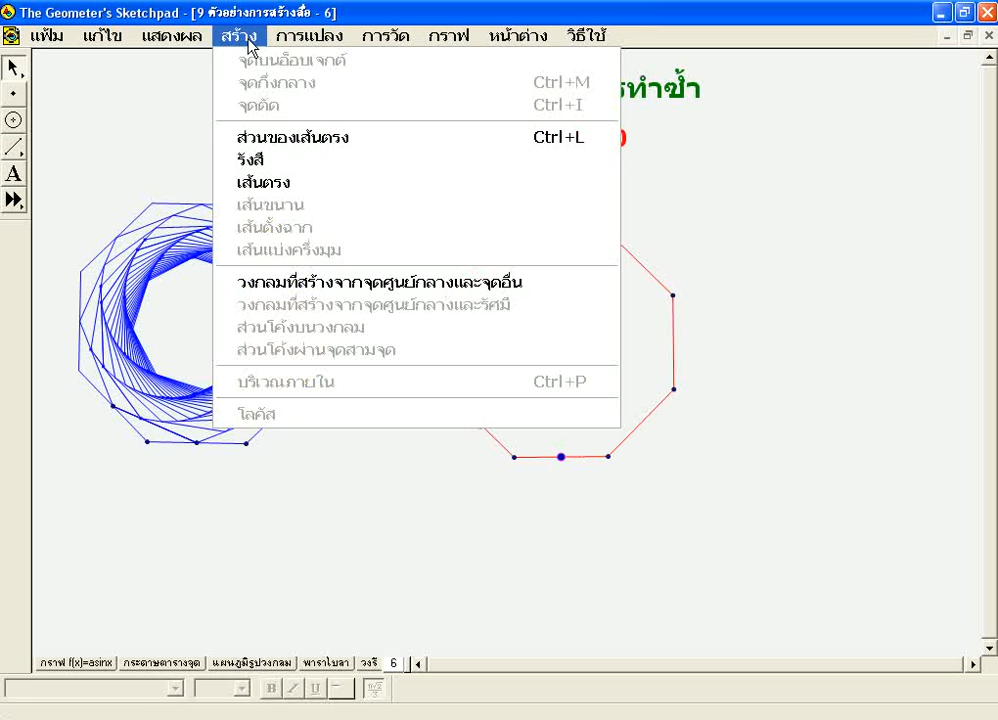 The Geometer's Sketchpad - [9 ตัวอย่างการสร้างสื่อ - 6]
แฟ้ม แก้ไข แสดงผล สร้าง การแปลง การวัด กราฟ หน้าต่าง วิธีใช้
จุดบนอ็อบเจกต์
จุดกึ่งกลาง Ctrl+M
รทำซ้ำ
จุดตัด Ctrl+I
ส่วนของเส้นตรง Ctrl+L
0
รังสี
เส้นตรง
เส้นขนาน
เส้นตั้งฉาก
เส้นแบ่งครึ่งมุม
วงกลมที่สร้างจากจุดศูนย์กลางและจุดอื่น
วงกลมที่สร้างจากจุดศูนย์กลางและรัศมี
ส่วนโค้งบนวงกลม
ส่วนโค้งผ่านจุดสามจุด
บริเวณภายใน Ctrl+P
โลคัส
A
กราฟ f(x)=asinx กระดาษตารางจุด แผนภูมิรูปวงกลม พาราโบลา วงรี 6
B I U